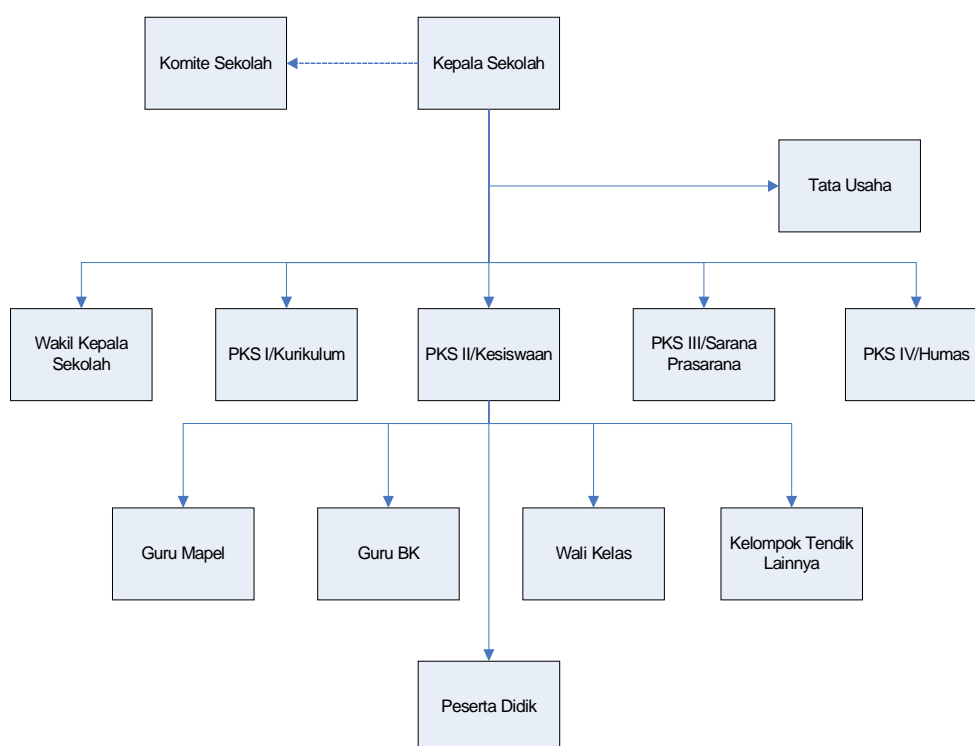 Komite Sekolah
Kepala Sekolah
Tata Usaha
Wakil Kepala
Sekolah
PKS I/Kurikulum
PKS II/Kesiswaan
PKS III/Sarana
Prasarana
PKS IV/Humas
Guru Mapel
Guru BK
Wali Kelas
Kelompok Tendik
Lainnya
Peserta Didik